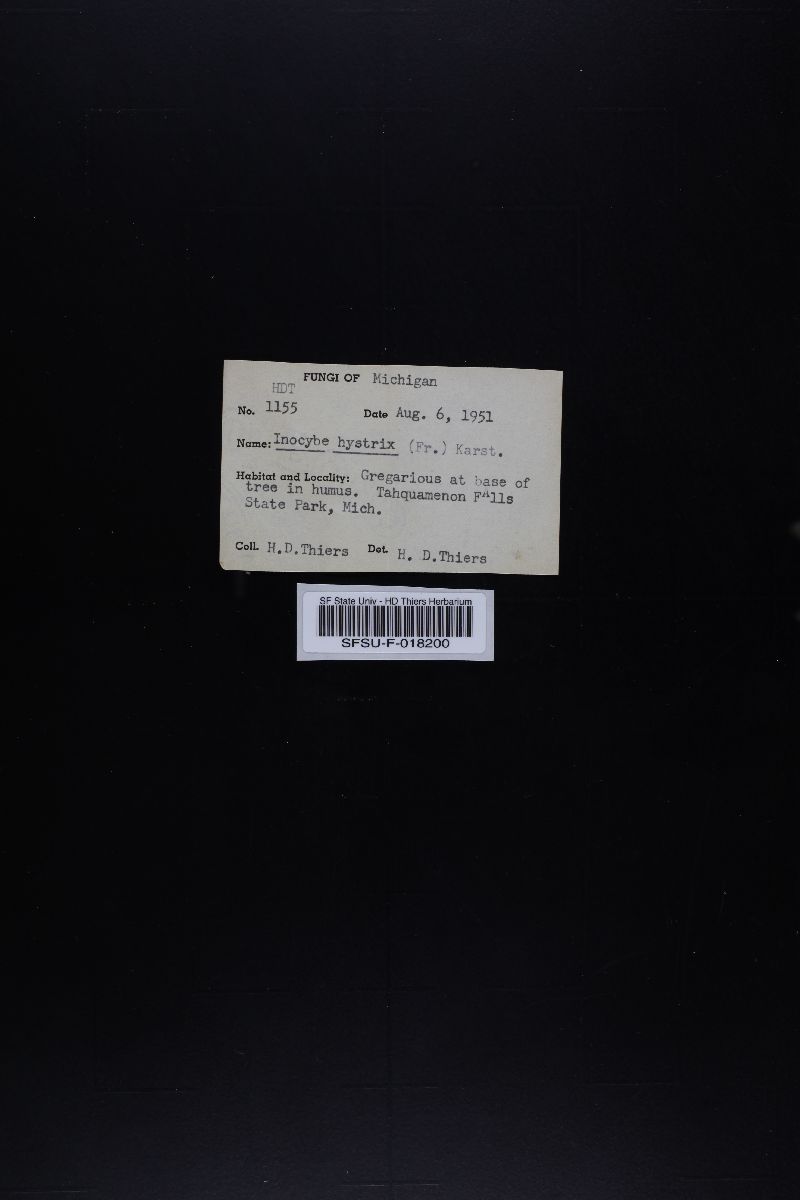 FUNGI OF Michigan
HDT
No. 1155 Date Aug. 6, 1951
Name: Inocybe hystrix (Fr.) Karst.
Habitat and Locality: Gregarious at base of
tree in humus. Tahquamenon FAlls
State Park, Mich.
Coll. H.D.Thiers Det. H. D.Thiers
SF State Univ - HD Thiers Herbarium
SFSU-F-018200